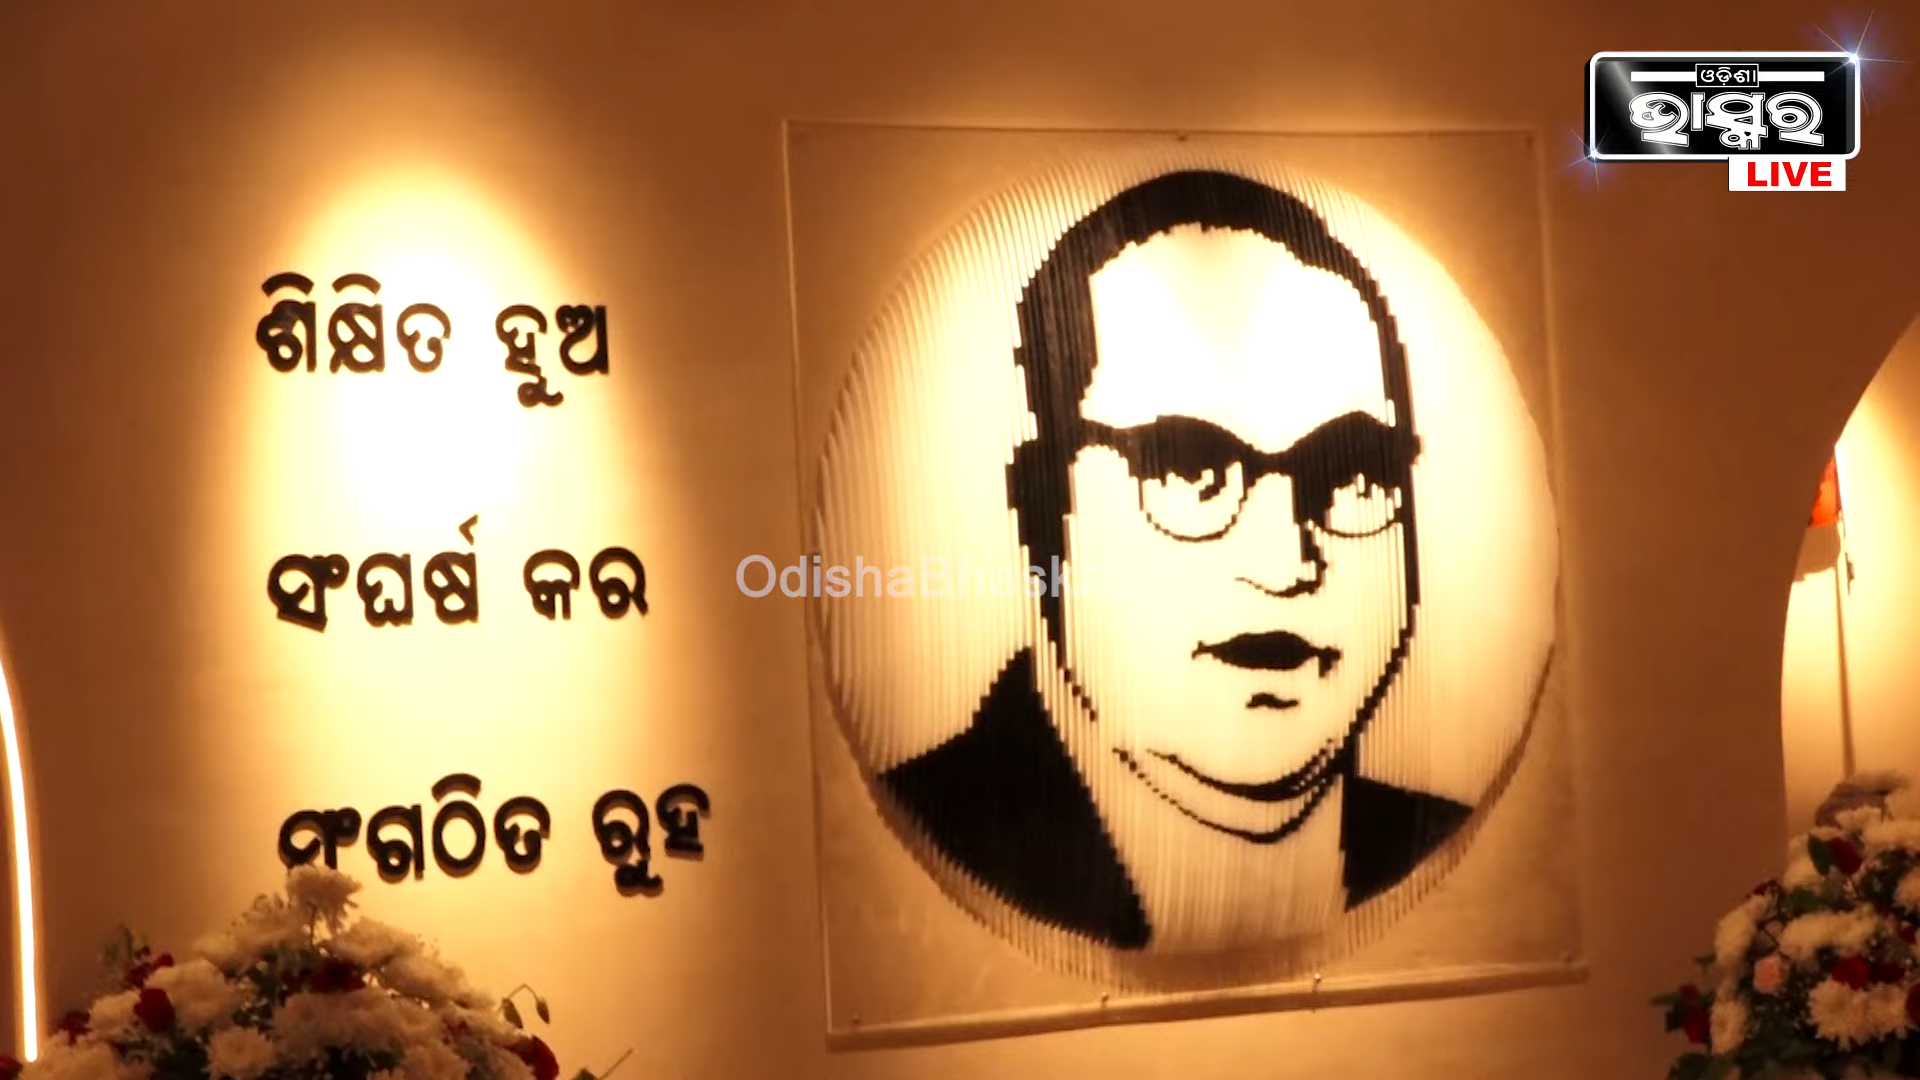 ଓଡ଼ିଶା
ଭାସ୍କର
LIVE
ଶିକ୍ଷିତ ହୁଅ
ସଂଘର୍ଷ କର
ସଂଗଠିତ ରୁହ